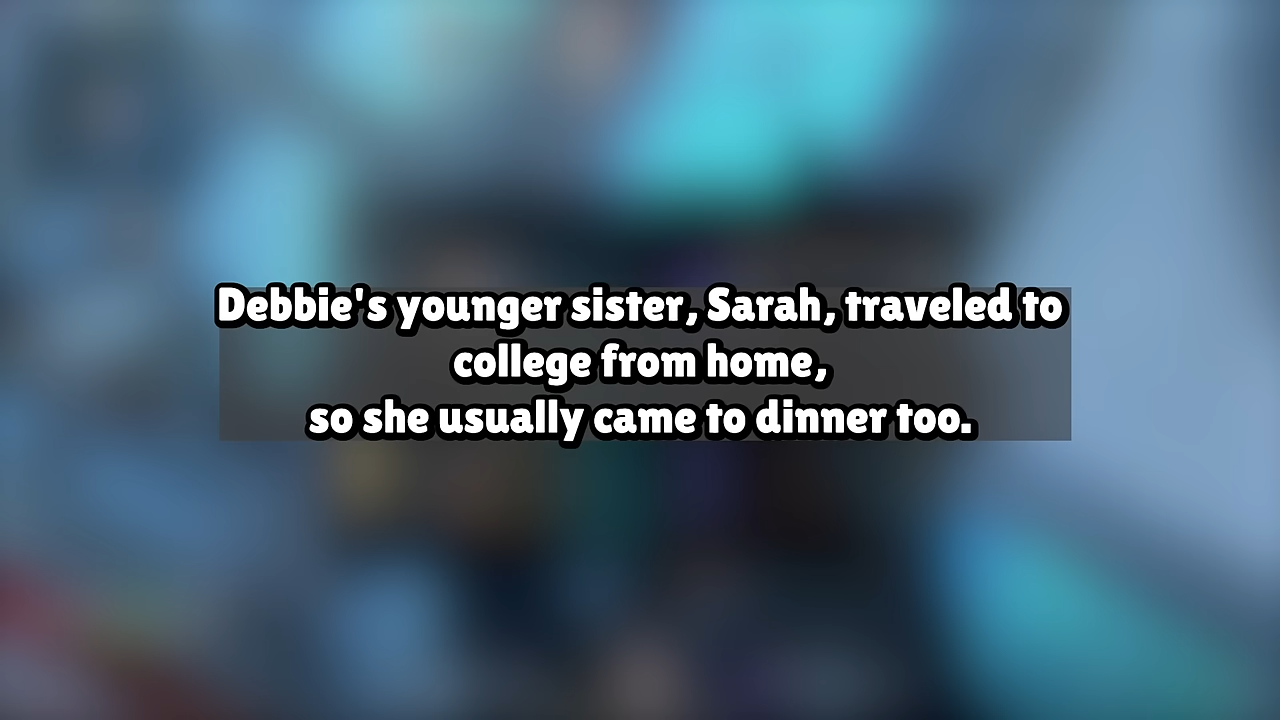 Debbie's younger sister, Sarah, traveled to
college from home,
so she usually came to dinner too.